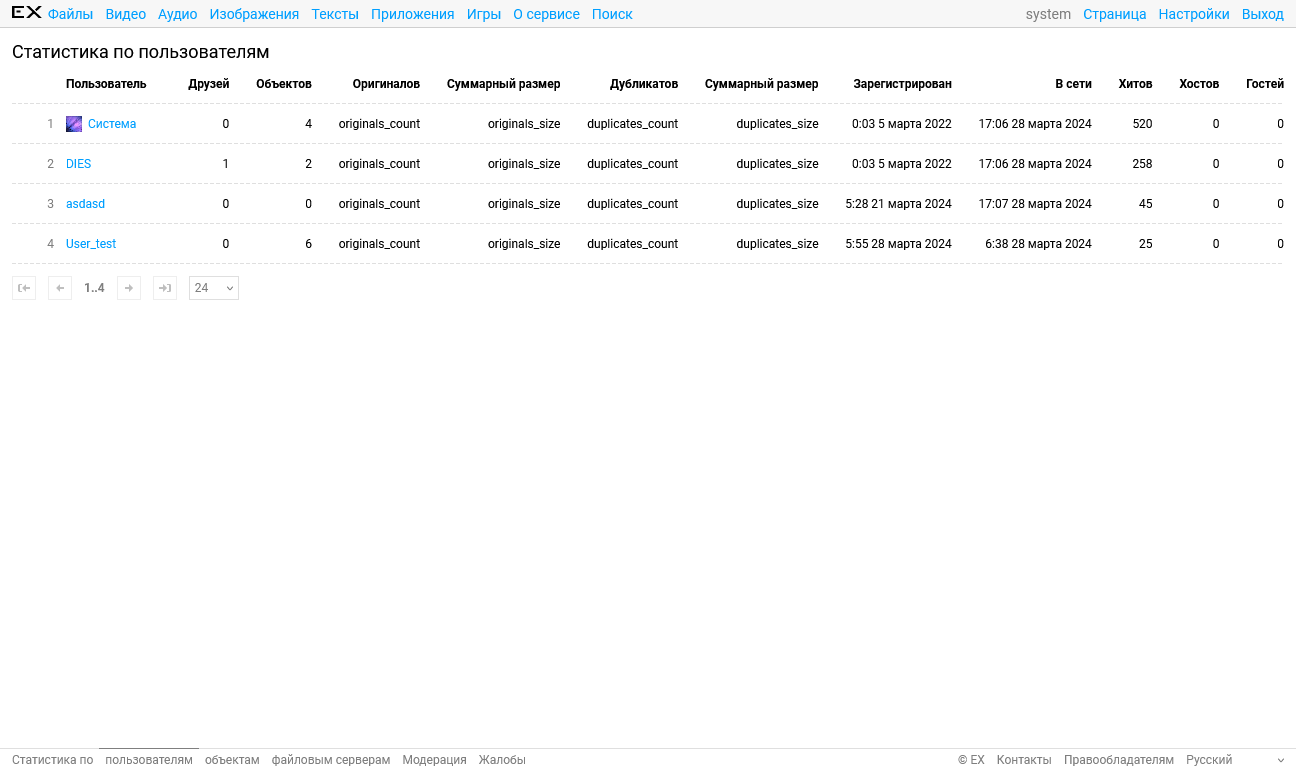 EX Файлы Видео Аудио Изображения Тексты Приложения Игры О сервисе Поиск system Страница Настройки Выход
Статистика по пользователям
Пользователь Друзей Объектов Оригиналов Суммарный размер Дубликатов Суммарный размер Зарегистрирован В сети Хитов Хостов Гостей
1 Система 0 4 originals_count originals_size duplicates_count duplicates_size 0:03 5 марта 2022 17:06 28 марта 2024 520 0 0
2 DIES 1 2 originals_count originals_size duplicates_count duplicates_size 0:03 5 марта 2022 17:06 28 марта 2024 258 0 0
3 asdasd 0 0 originals_count originals_size duplicates_count duplicates_size 5:28 21 марта 2024 17:07 28 марта 2024 45 0 0
4 User_test 0 6 originals_count originals_size duplicates_count duplicates_size 5:55 28 марта 2024 6:38 28 марта 2024 25 0 0
1..4 24
Статистика по пользователям объектам файловым серверам Модерация Жалобы © EX Контакты Правообладателям Русский